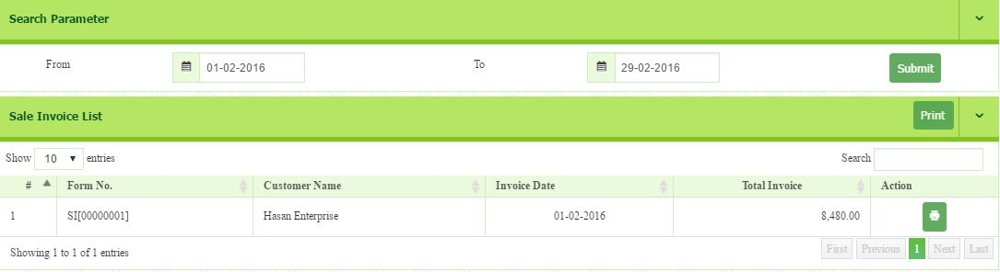 Search Parameter
From 01-02-2016 To 29-02-2016 Submit
Sale Invoice List Print
Show 10 entries Search
# Form No. Customer Name Invoice Date Total Invoice Action
1 SI[00000001] Hasan Enterprise 01-02-2016 8,480.00
Showing 1 to 1 of 1 entries First Previous 1 Next Last